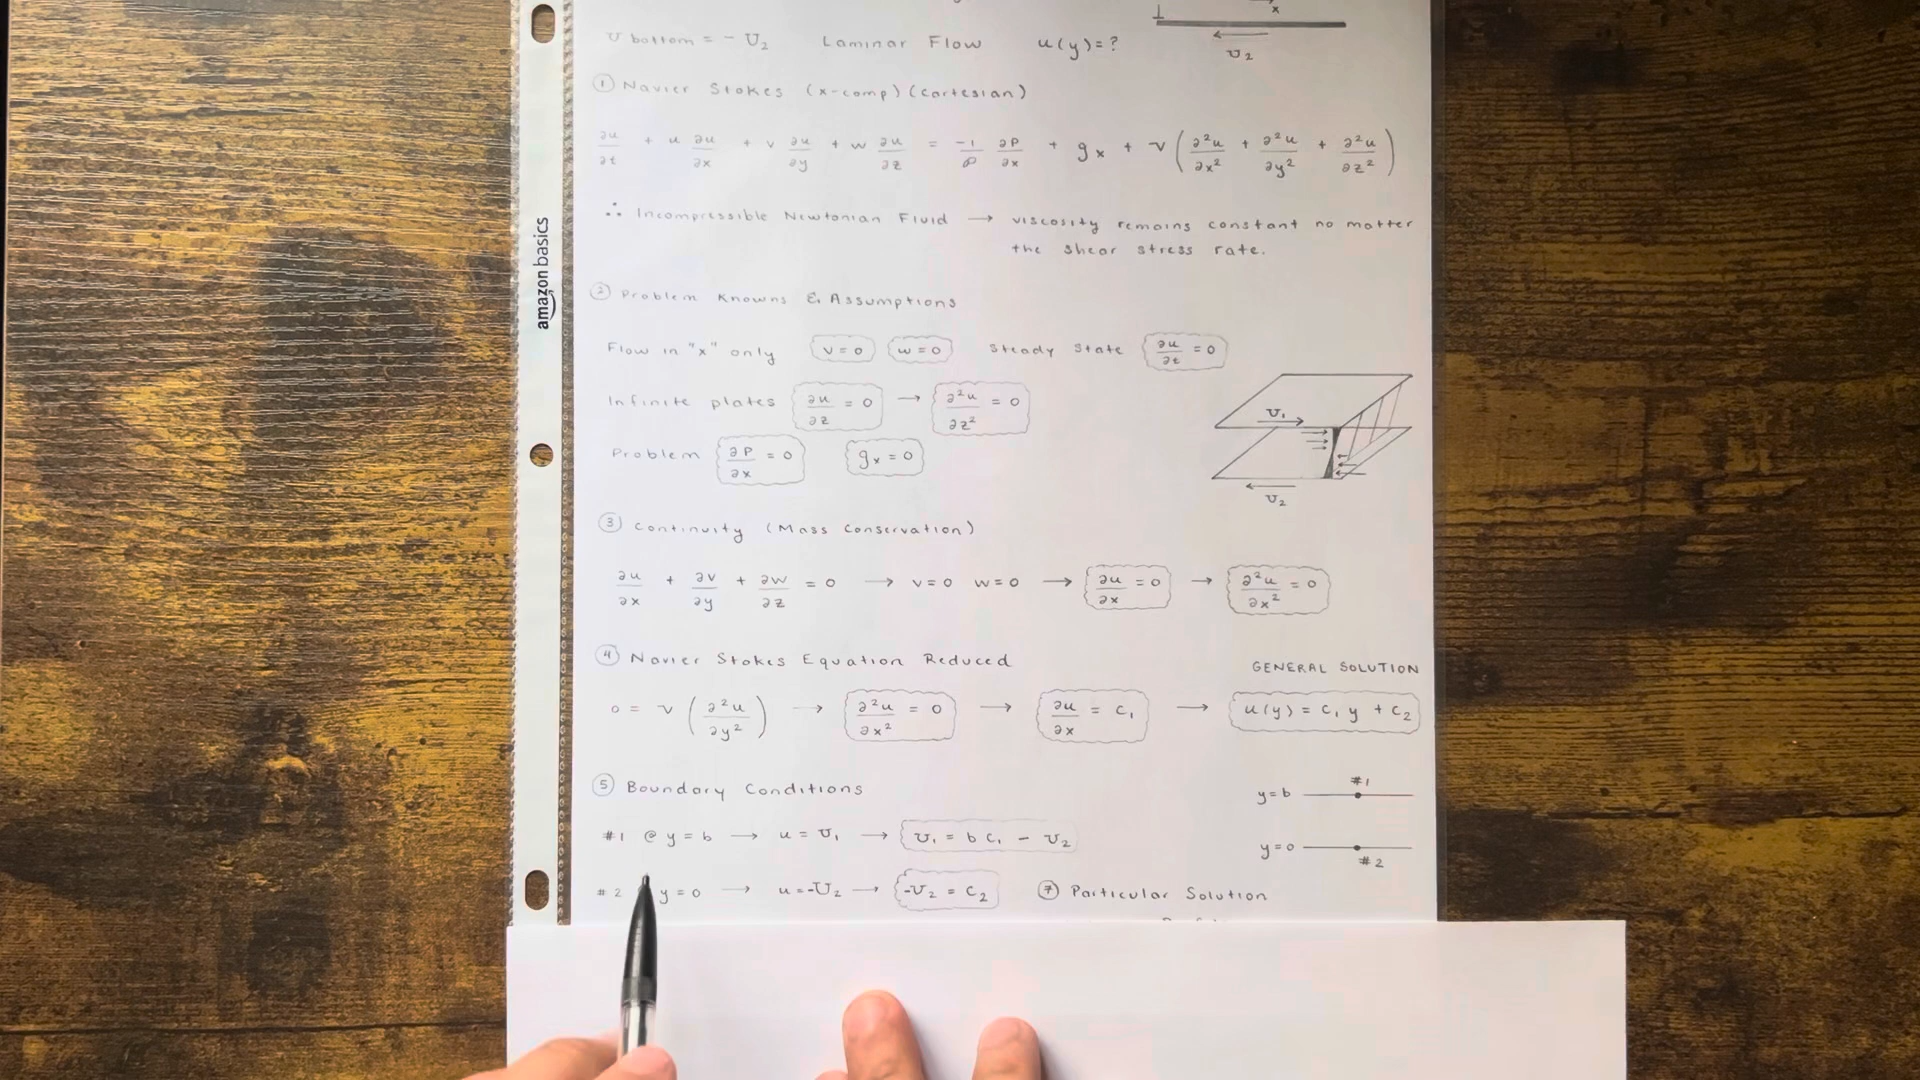 x
U bottom = - U₂ Laminar Flow u(y)= ?
U₂
① Navier Stokes (x-comp) (Cartesian)
∂u/∂t + u ∂u/∂x + v ∂u/∂y + w ∂u/∂z = -1/ρ ∂P/∂x + gₓ + ν (∂²u/∂x² + ∂²u/∂y² + ∂²u/∂z²)
∴ Incompressible Newtonian Fluid → viscosity remains constant no matter
the shear stress rate.
② Problem Knowns & Assumptions
Flow in "x" only v = 0 w = 0 Steady State ∂u/∂t = 0
Infinite plates ∂u/∂z = 0 → ∂²u/∂z² = 0
U₁
Problem ∂P/∂x = 0 gₓ = 0
U₂
③ Continuity (Mass Conservation)
∂u/∂x + ∂v/∂y + ∂w/∂z = 0 → v = 0 w = 0 → ∂u/∂x = 0 → ∂²u/∂x² = 0
④ Navier Stokes Equation Reduced GENERAL SOLUTION
0 = ν (∂²u/∂y²) → ∂²u/∂x² = 0 → ∂u/∂x = C₁ → u(y) = C₁ y + C₂
⑤ Boundary Conditions
#1
y=b
#1 @ y = b → u = U₁ → U₁ = b C₁ - U₂
y=0
#2
#2 y = 0 → u = -U₂ → -U₂ = C₂ ⑦ Particular Solution
amazon basics